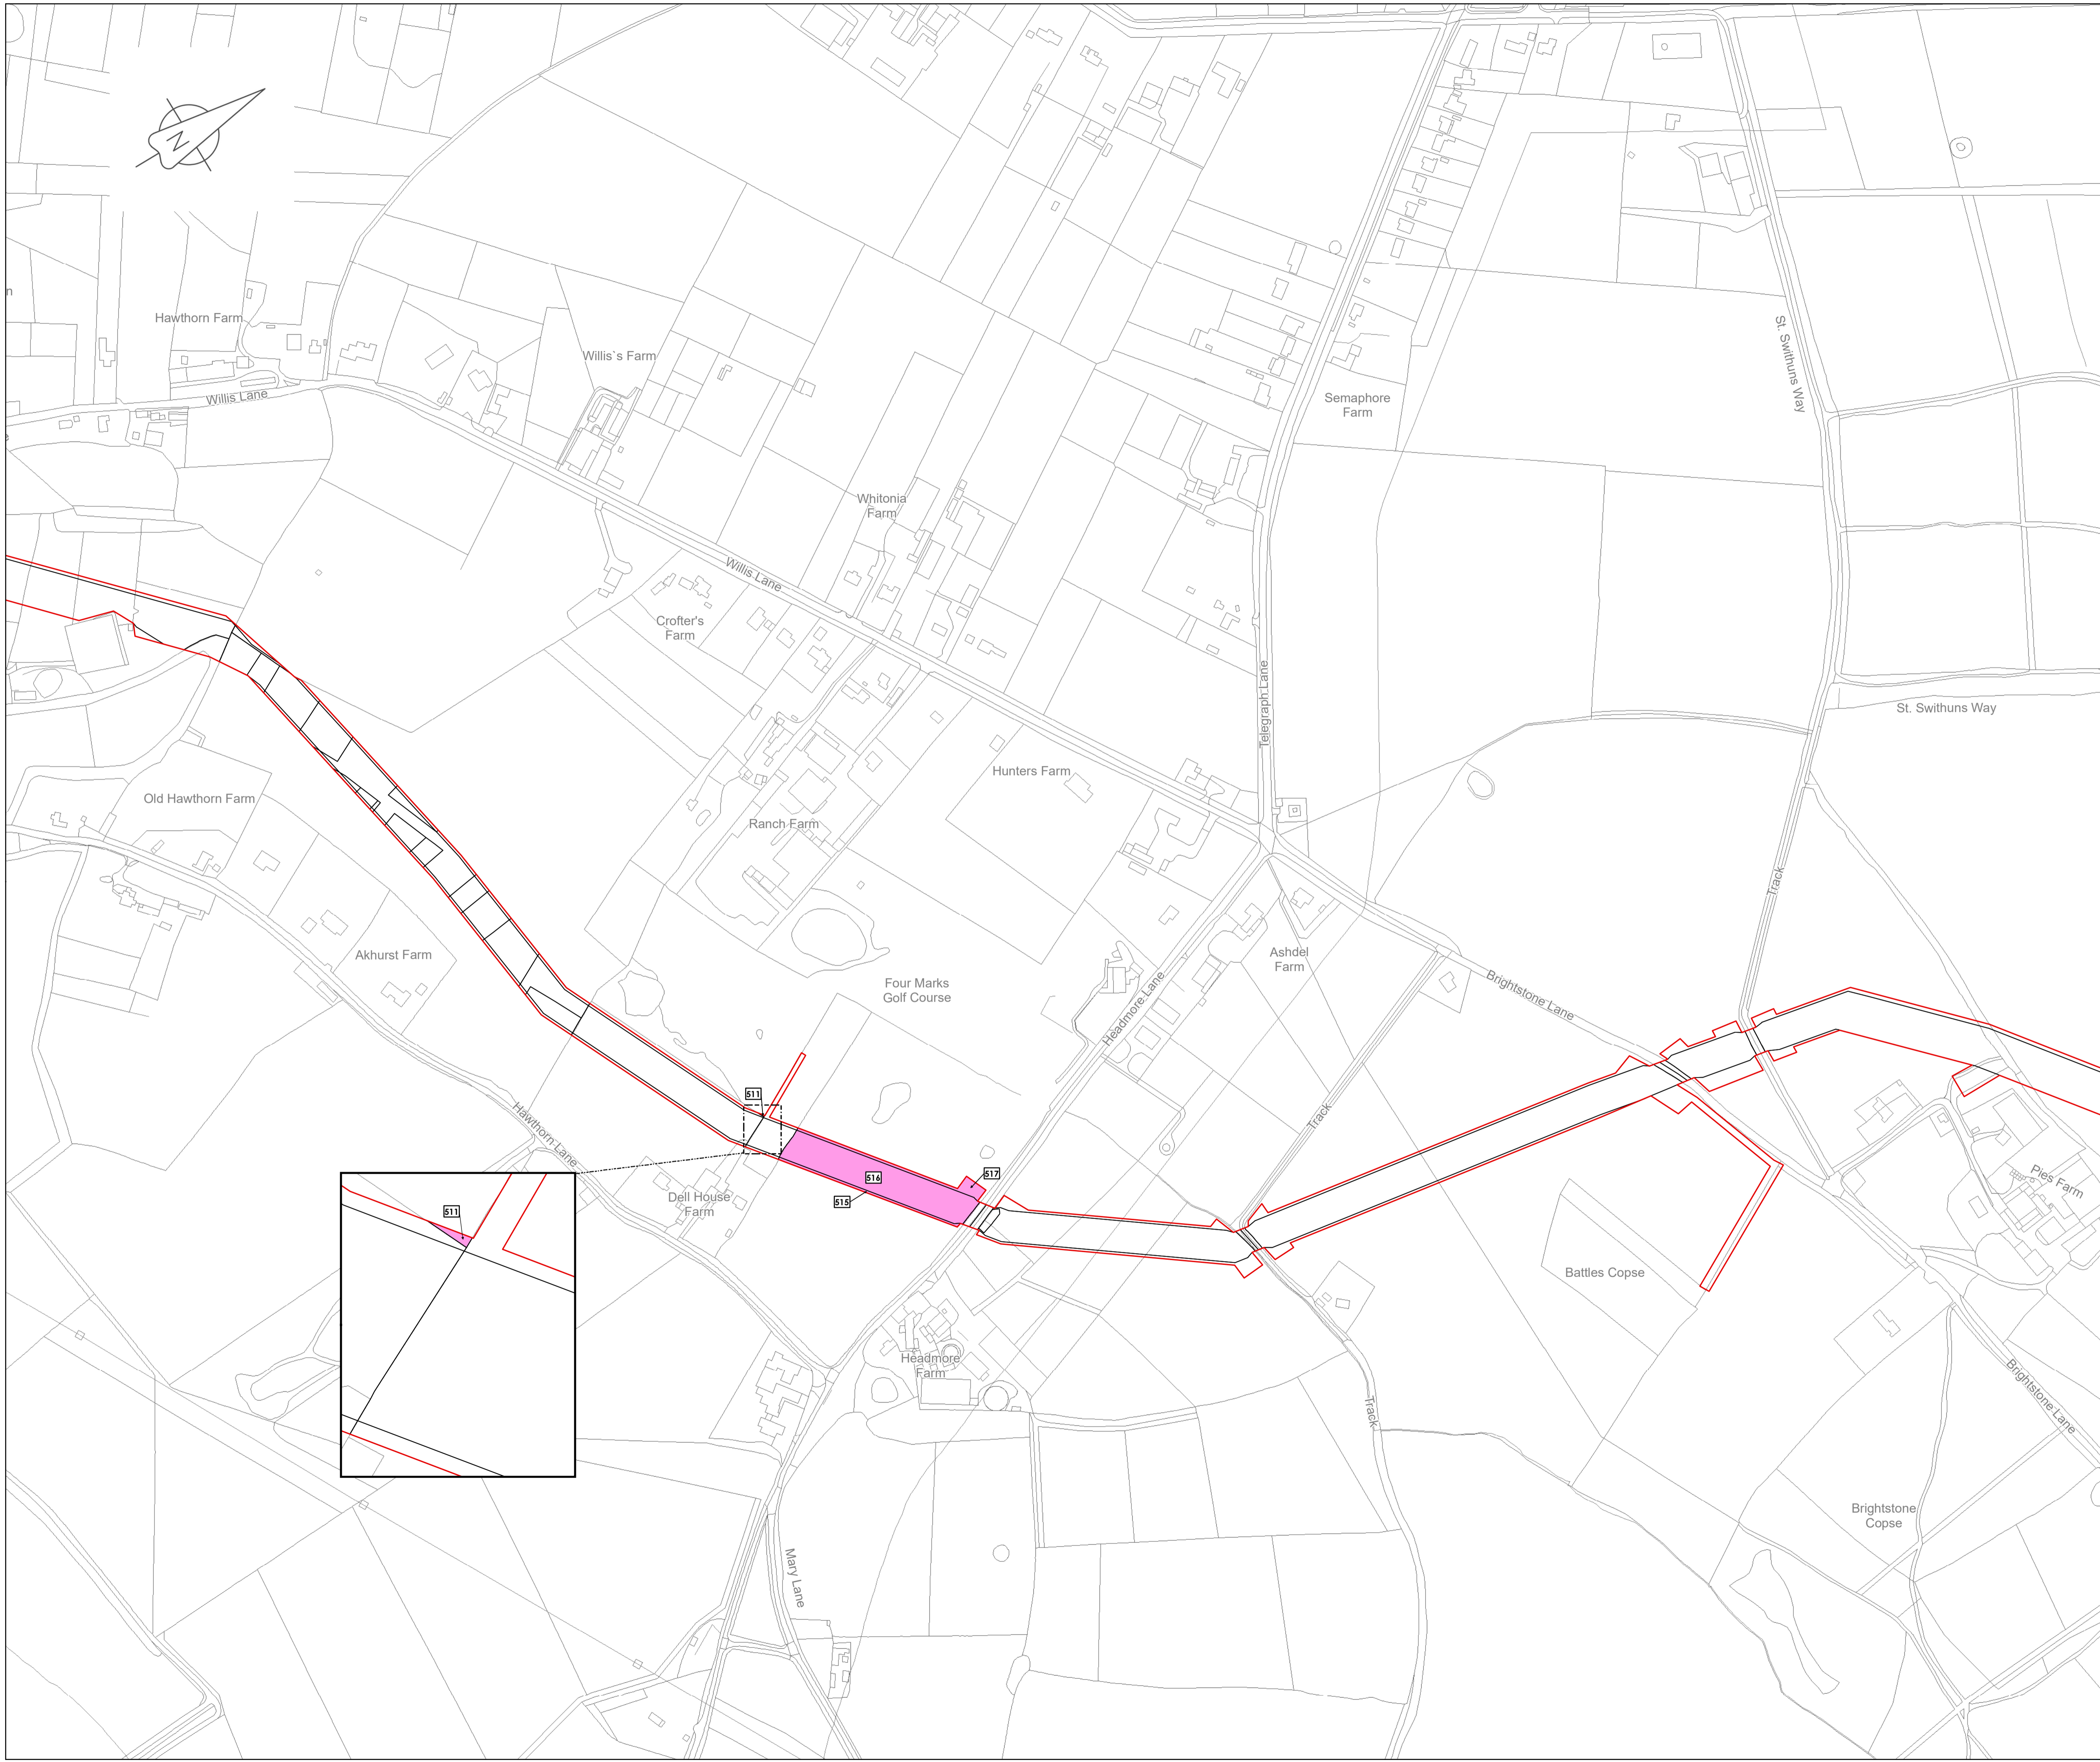 N
n
Hawthorn Farm
Willis Lane
Willis`s Farm
St. Swithuns Way
Semaphore
Farm
Whitonia
Farm
Willis Lane
Crofter's
Farm
Telegraph Lane
St. Swithuns Way
Hunters Farm
Old Hawthorn Farm
Ranch Farm
Track
Akhurst Farm
Ashdel
Farm
Four Marks
Golf Course
Headmore Lane
Brightstone Lane
511
Hawthorn Lane
Track
516
517
515
Dell House
Farm
Pies Farm
511
Battles Copse
Headmore
Farm
Track
Brightstone Lane
Brightstone
Copse
Mary Lane